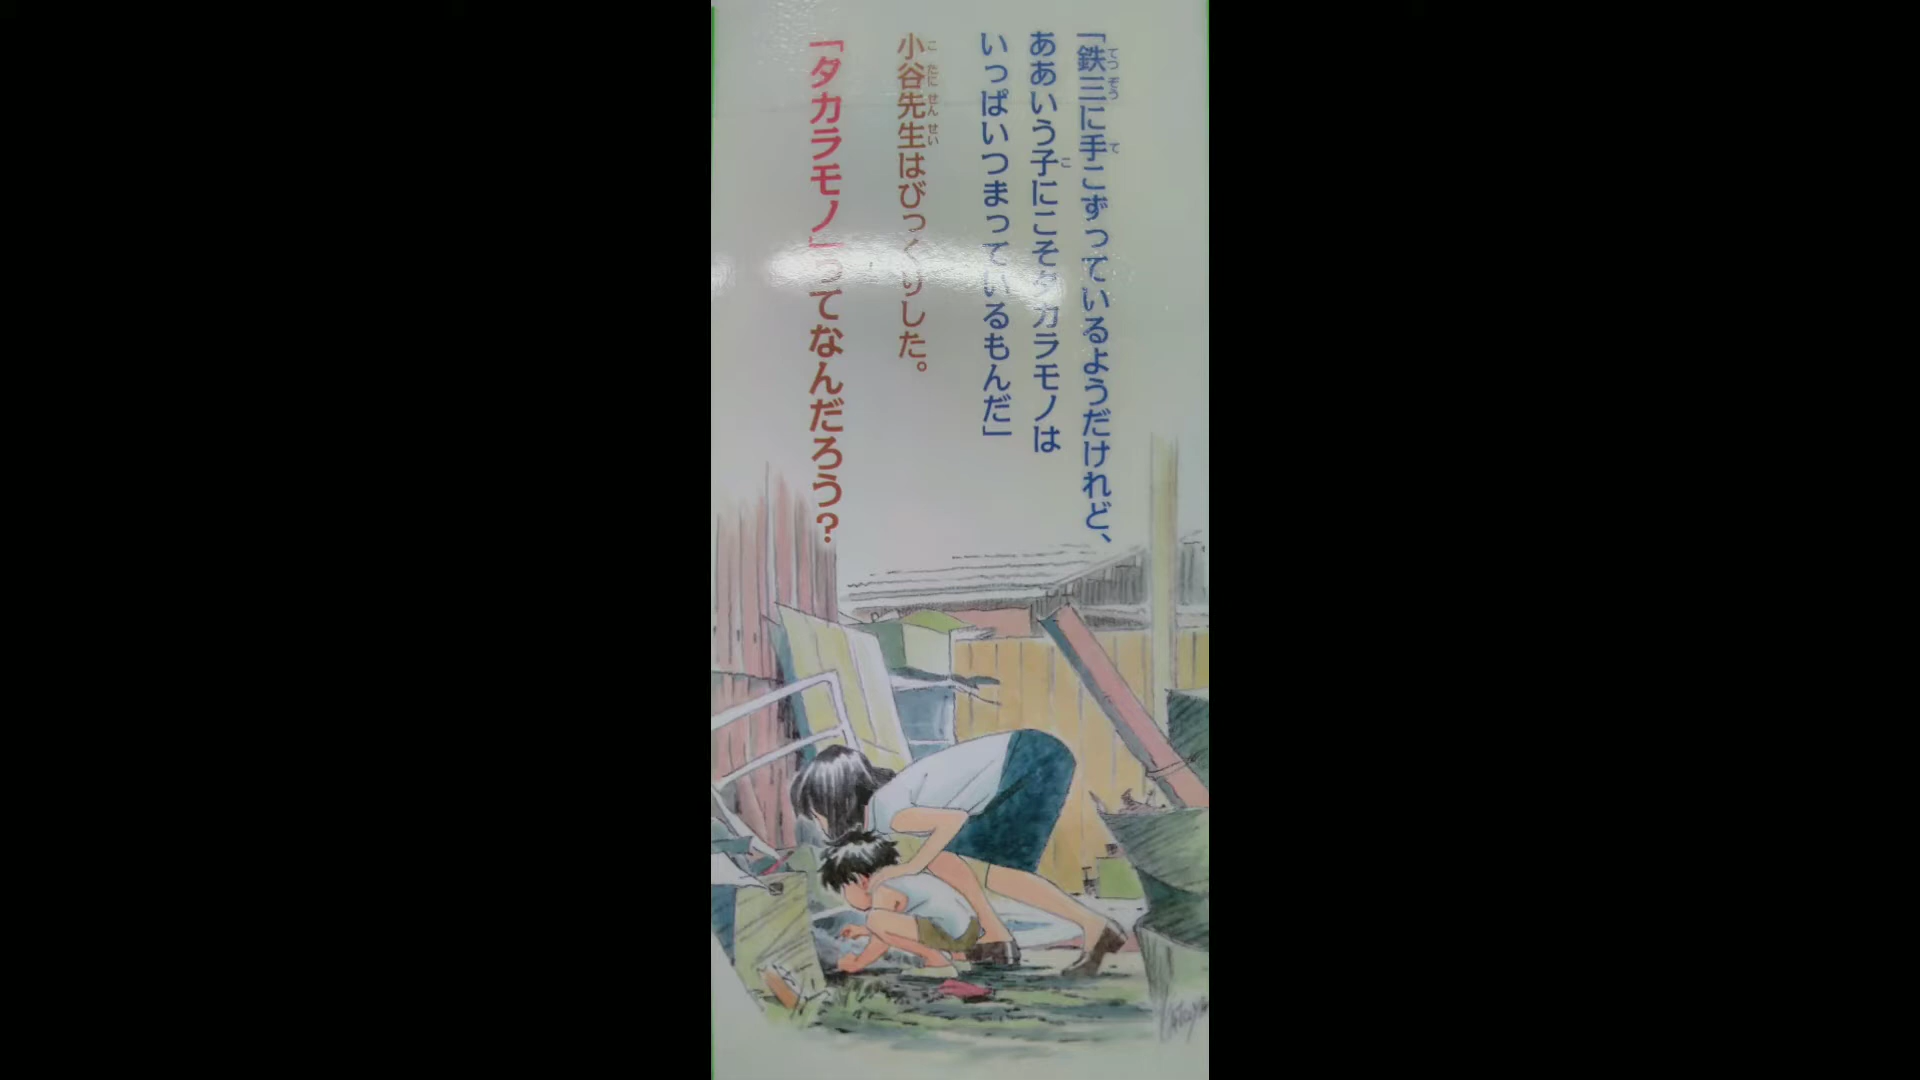 「鉄三に手こずっているようだけれど、
ああいう子にこそタカラモノは
いっぱいつまっているもんだ」
小谷先生はびっくりした。
「タカラモノ」ってなんだろう？